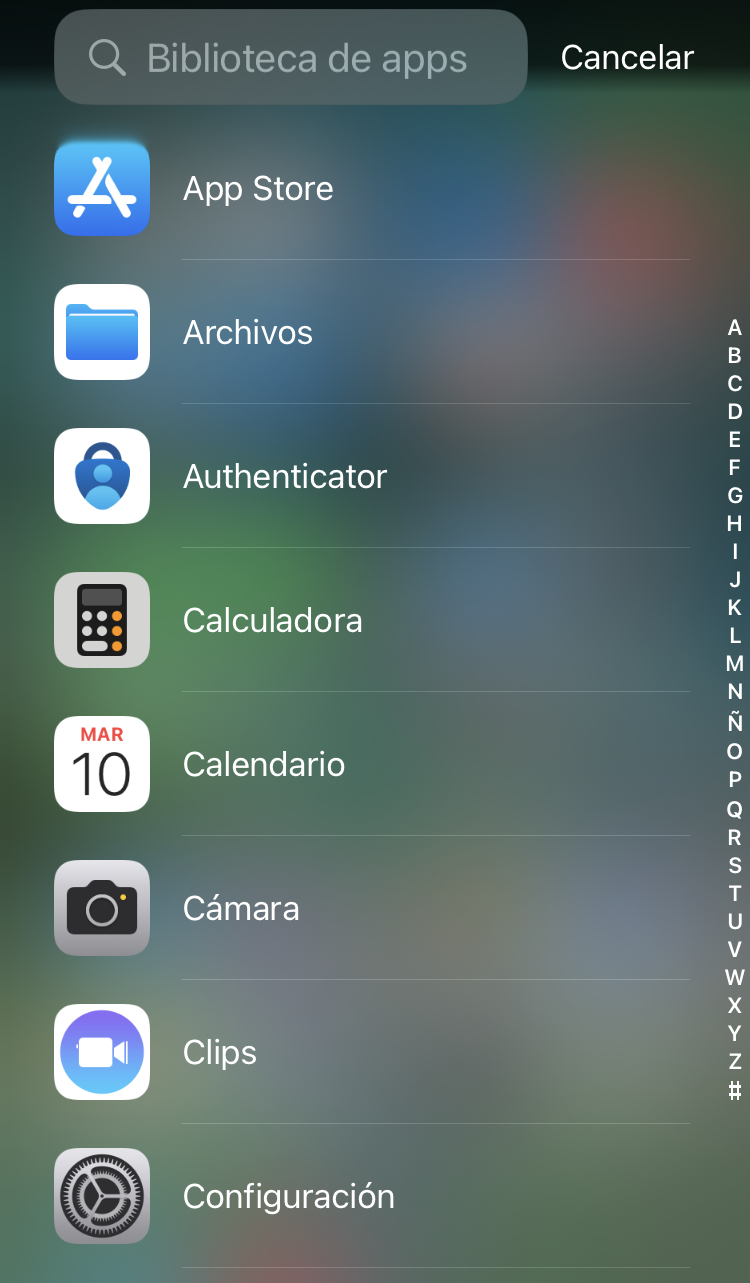 Biblioteca de apps
Cancelar
App Store
Archivos
Authenticator
Calculadora
MAR
10
Calendario
Cámara
Clips
Configuración
A
B
C
D
E
F
G
H
I
J
K
L
M
N
Ñ
O
P
Q
R
S
T
U
V
W
X
Y
Z
#